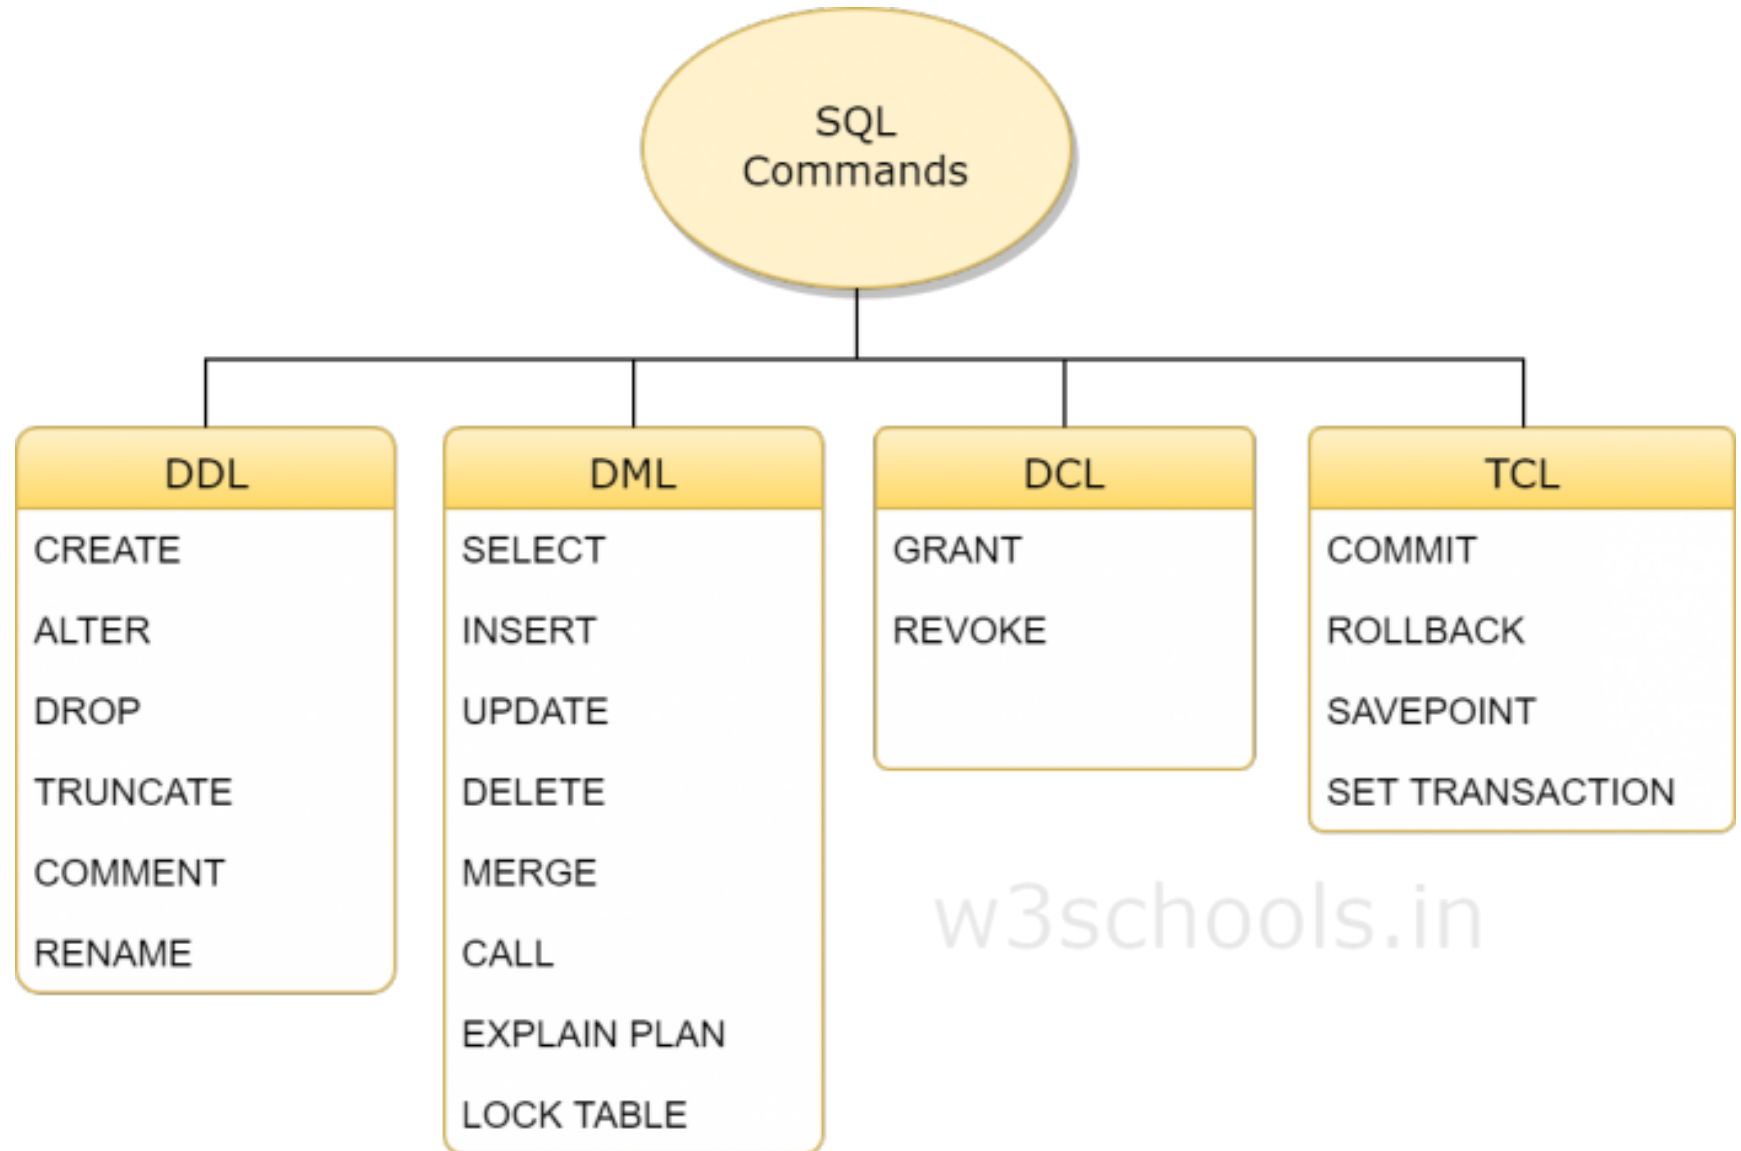 SQL
Commands
DDL
CREATE
ALTER
DROP
TRUNCATE
COMMENT
RENAME
DML
SELECT
INSERT
UPDATE
DELETE
MERGE
CALL
EXPLAIN PLAN
LOCK TABLE
DCL
GRANT
REVOKE
TCL
COMMIT
ROLLBACK
SAVEPOINT
SET TRANSACTION
w3schools.in